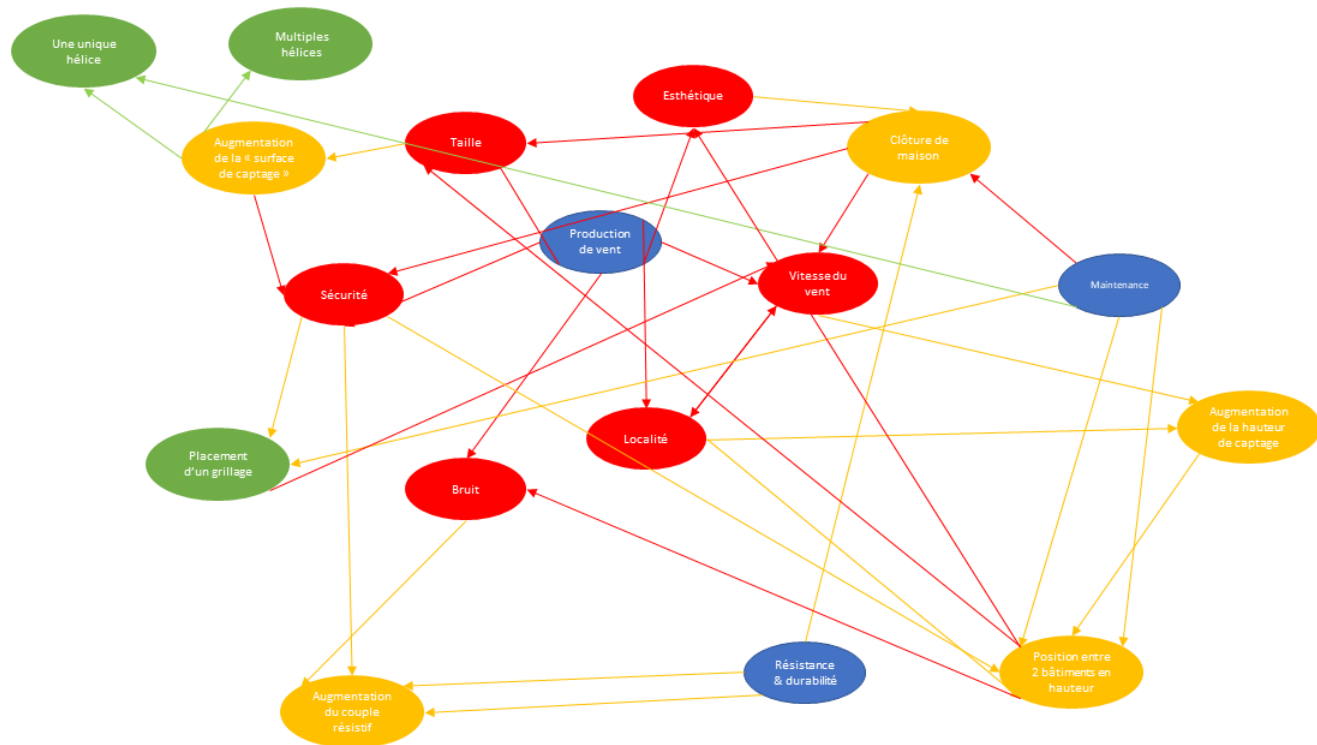 Une unique
hélice
Multiples
hélices
Esthétique
Taille
Clôture de
maison
Augmentation
de la « surface
de captage »
Production
de vent
Sécurité
Vitesse du
vent
Maintenance
Augmentation
de la hauteur
de captage
Localité
Placement
d'un grillage
Bruit
Résistance
& durabilité
Position entre
2 bâtiments en
hauteur
Augmentation
du couple
résistif